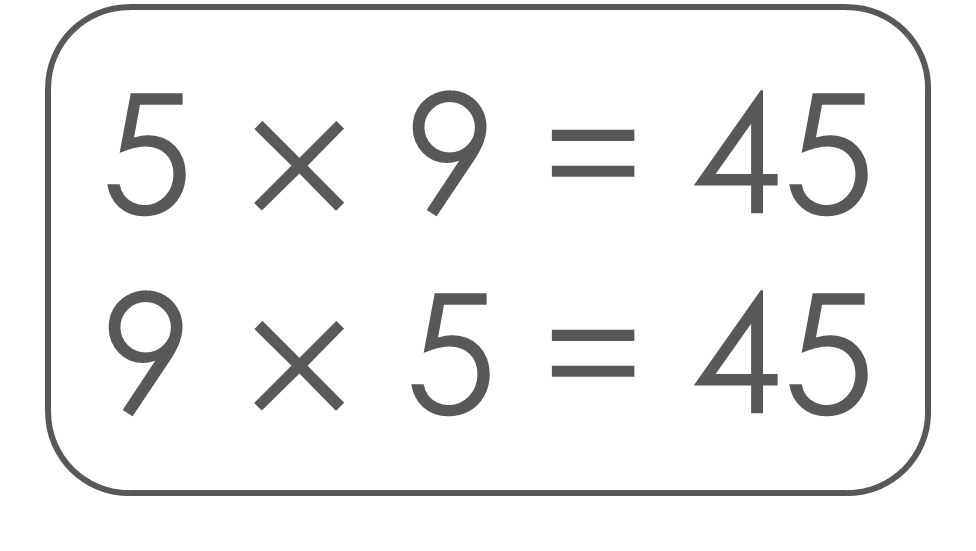 5 × 9 = 45
9 × 5 = 45